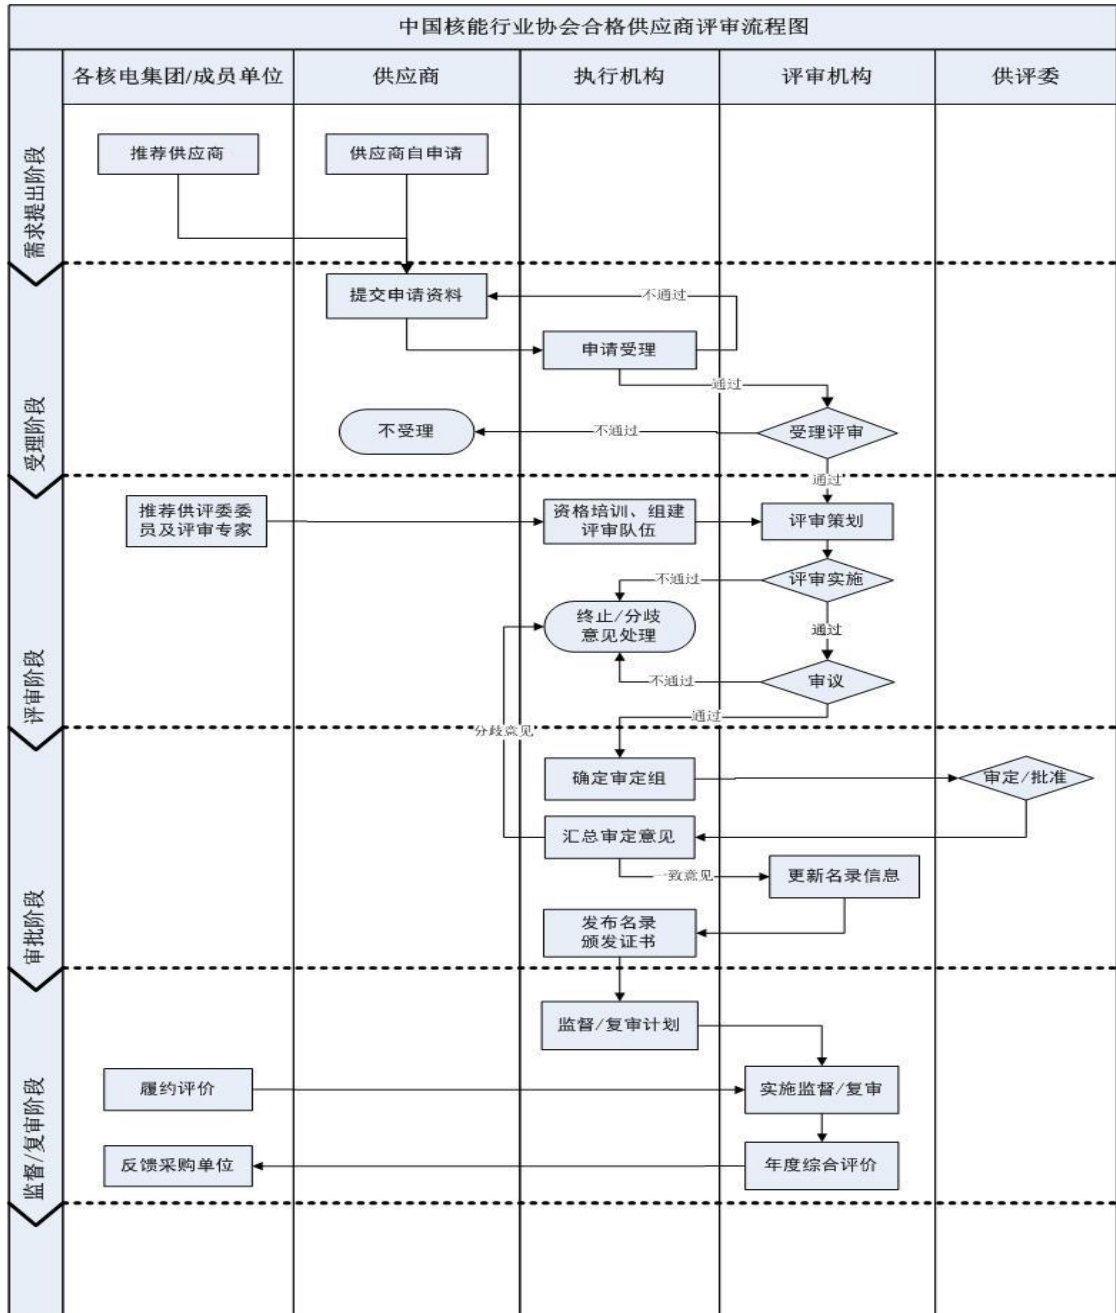 中国核能行业协会合格供应商评审流程图
各核电集团/成员单位
供应商
执行机构
评审机构
供评委
需求提出阶段
推荐供应商
供应商自申请
受理阶段
提交申请资料
不通过
申请受理
通过
不受理
不通过
受理评审
通过
评审阶段
推荐供评委委
员及评审专家
资格培训、组建
评审队伍
评审策划
不通过
评审实施
终止/分歧
意见处理
通过
不通过
审议
通过
分歧意见
审批阶段
确定审定组
审定/批准
汇总审定意见
一致意见
更新名录信息
发布名录
颁发证书
监督/复审阶段
监督/复审计划
履约评价
实施监督/复审
反馈采购单位
年度综合评价